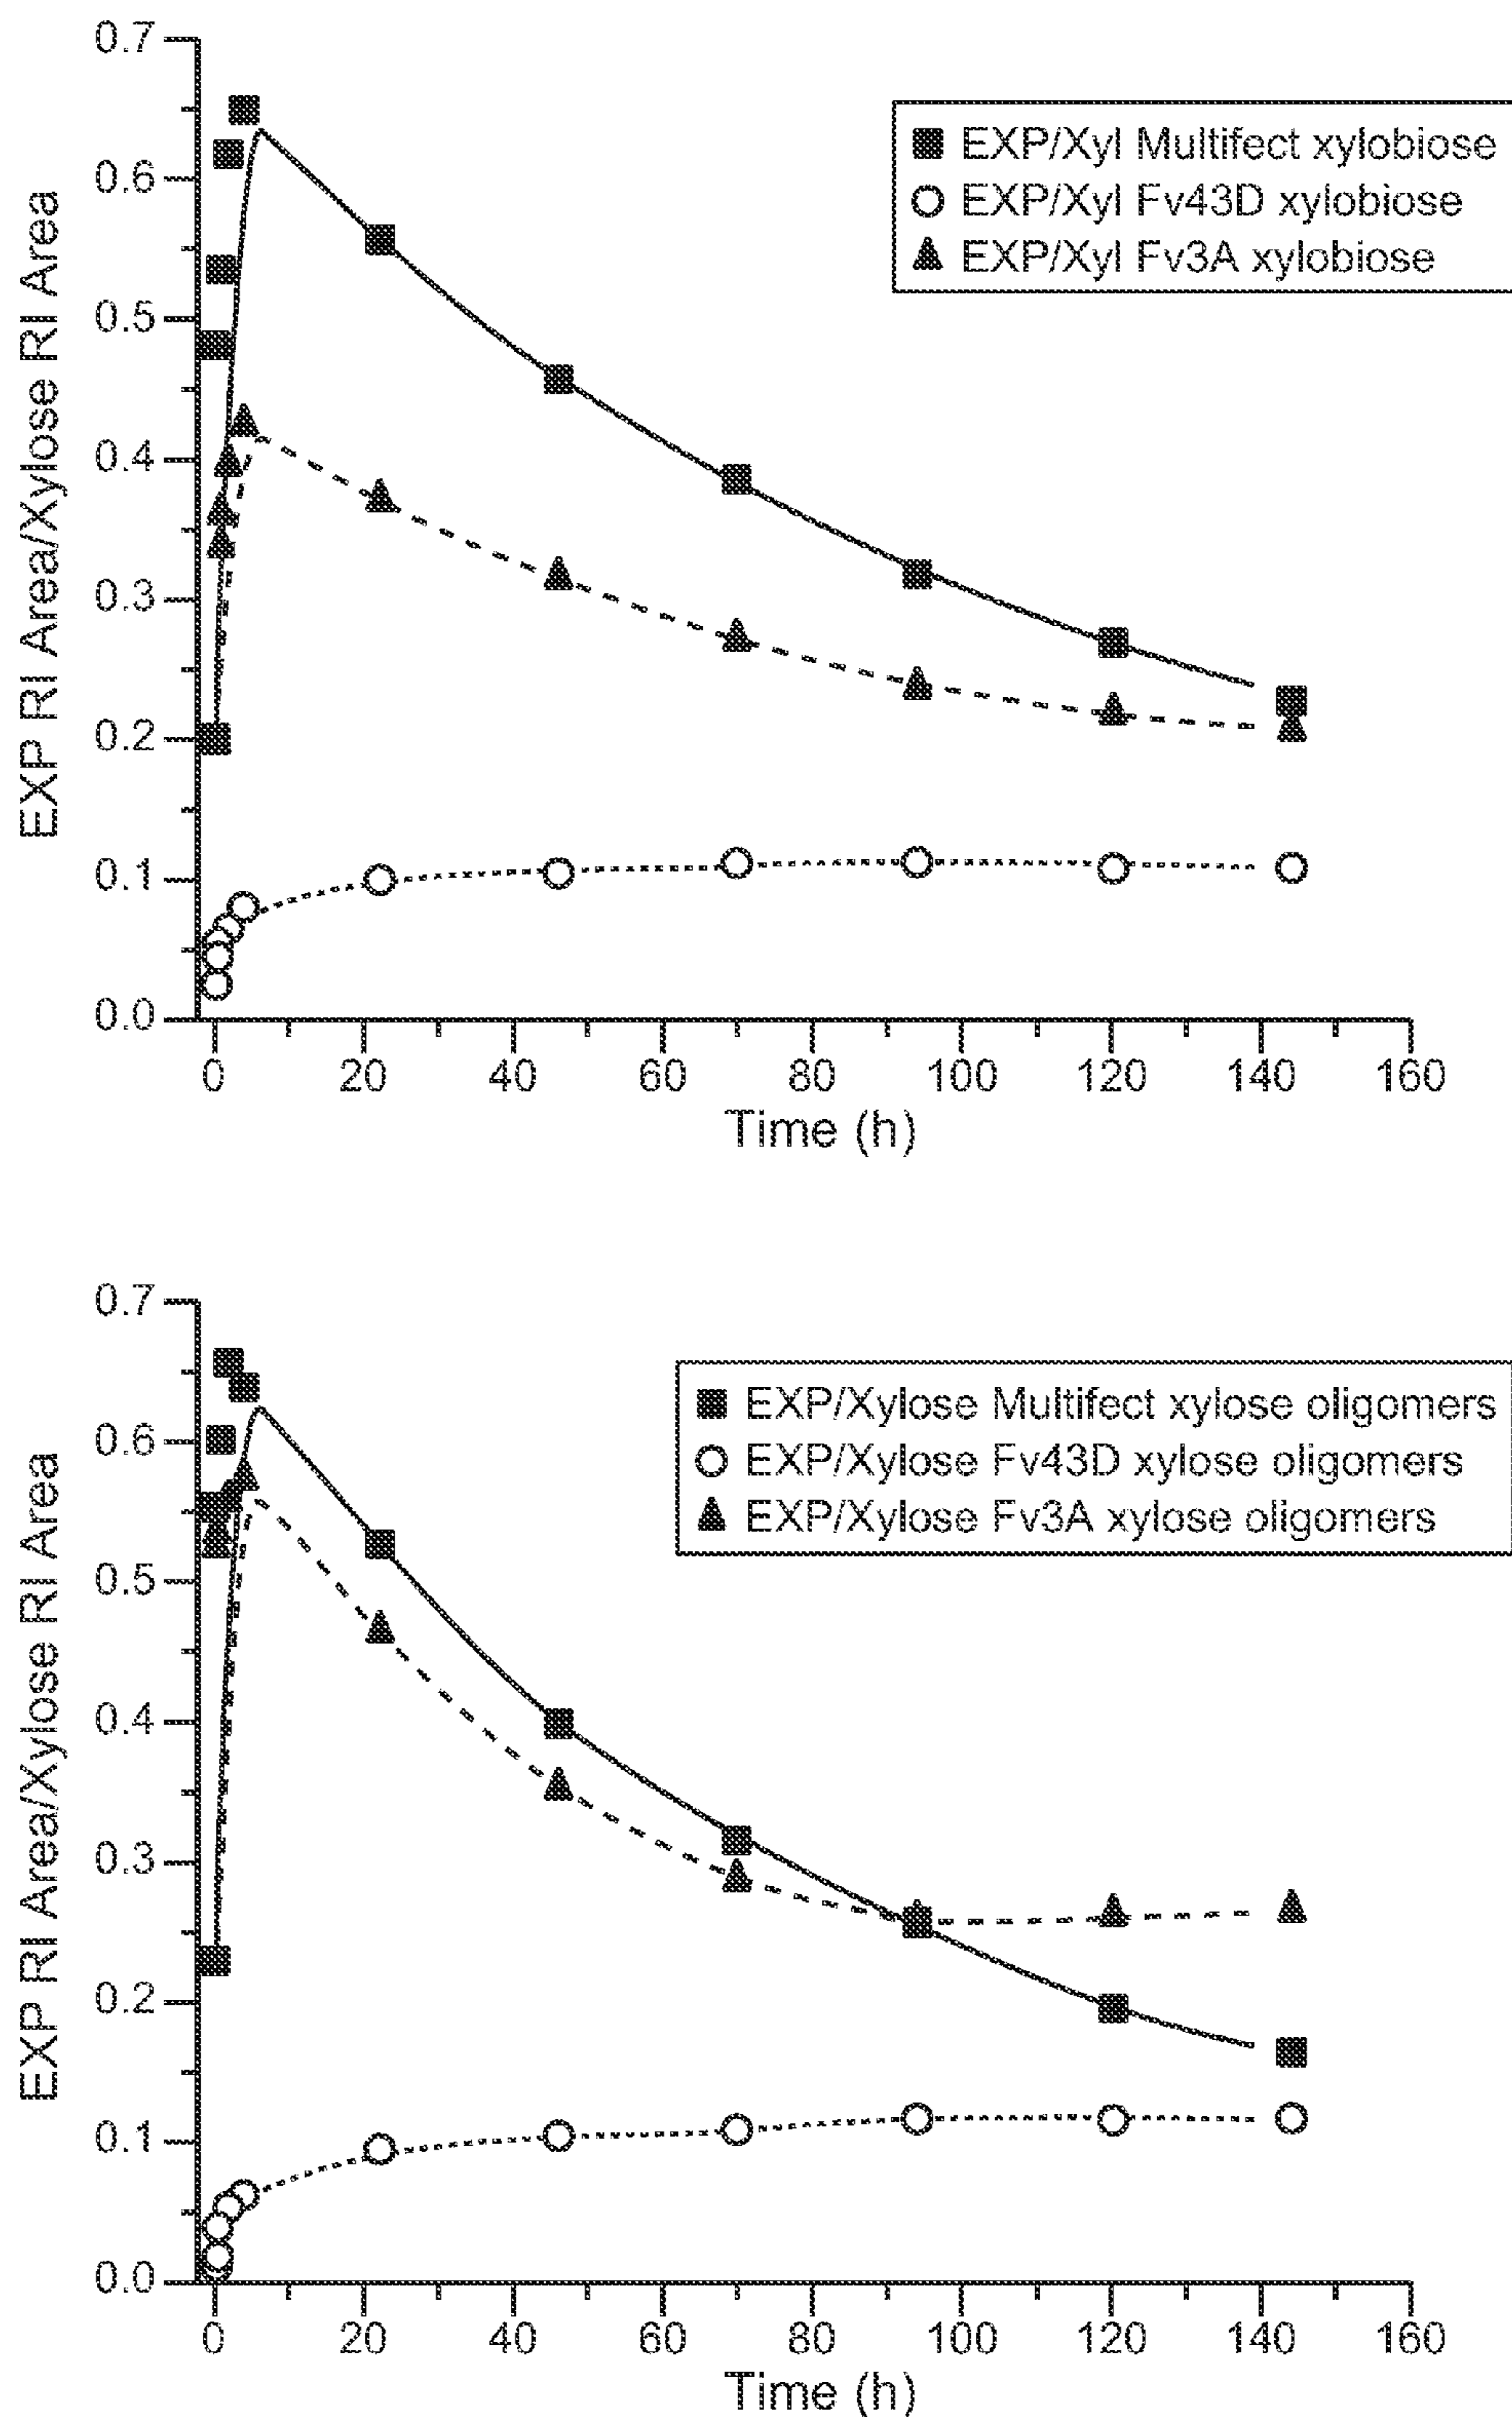 EXP RI Area/Xylose RI Area
0.7
0.6
0.5
0.4
0.3
0.2
0.1
0.0
EXP/Xyl Multifect xylobiose
EXP/Xyl Fv43D xylobiose
EXP/Xyl Fv3A xylobiose
0 20 40 60 80 100 120 140 160
Time (h)
EXP RI Area/Xylose RI Area
0.7
0.6
0.5
0.4
0.3
0.2
0.1
0.0
EXP/Xylose Multifect xylose oligomers
EXP/Xylose Fv43D xylose oligomers
EXP/Xylose Fv3A xylose oligomers
0 20 40 60 80 100 120 140 160
Time (h)